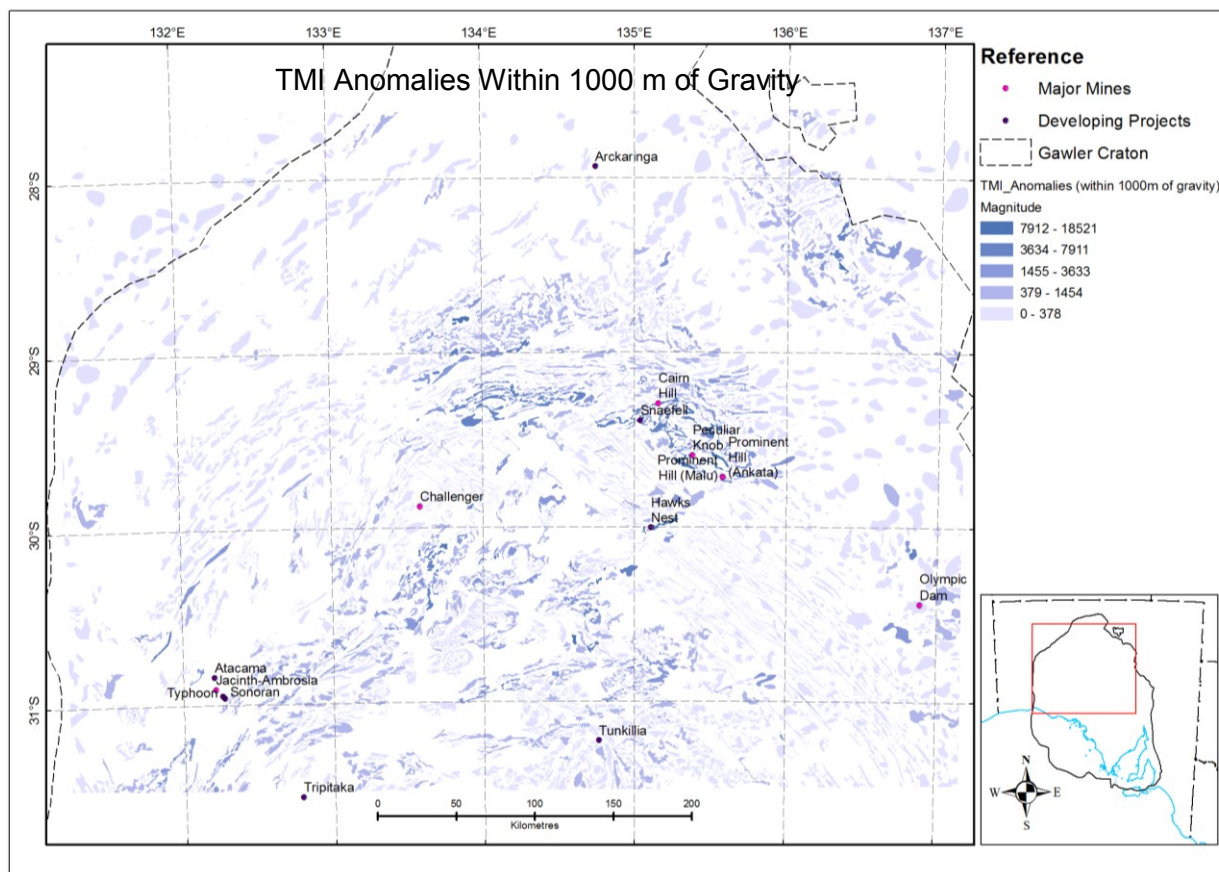 132°E 133°E 134°E 135°E 136°E 137°E
TMI Anomalies Within 1000 m of Gravity
28°S
29°S
30°S
31°S
Arckaringa
Cairn
Hill
Snaefell
Peculiar
Knob
Prominent
Hill
(Ankata)
Prominent
Hill (Malu)
Challenger
Hawks
Nest
Olympic
Dam
Atacama
Jacinth-Ambrosia
Typhoon
Sonoran
Tunkillia
Tripitaka
0 50 100 150 200
Kilometres
Reference
Major Mines
Developing Projects
Gawler Craton
TMI_Anomalies (within 1000m of gravity)
Magnitude
7912 - 18521
3634 - 7911
1455 - 3633
379 - 1454
0 - 378
N
W E
S